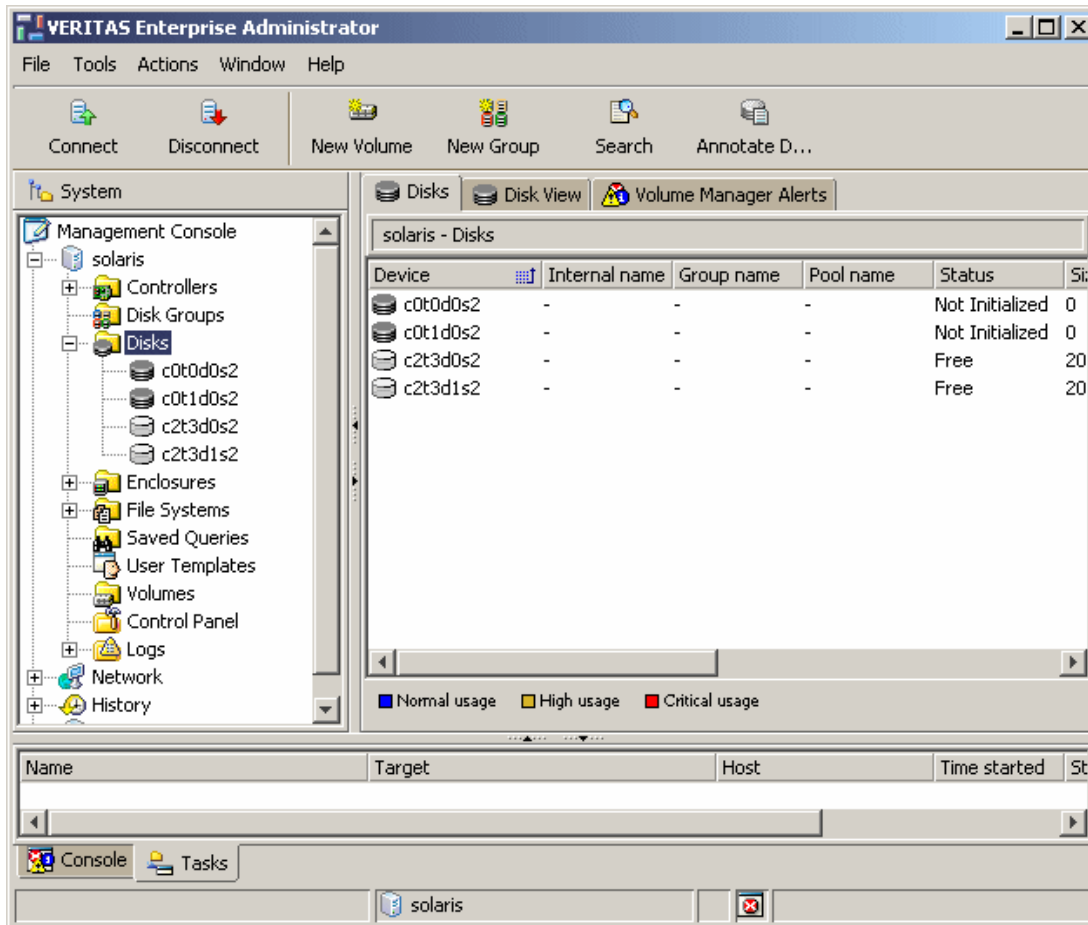 VERITAS Enterprise Administrator
File Tools Actions Window Help
Connect Disconnect New Volume New Group Search Annotate D...
System
Management Console
solaris
Controllers
Disk Groups
Disks
c0t0d0s2
c0t1d0s2
c2t3d0s2
c2t3d1s2
Enclosures
File Systems
Saved Queries
User Templates
Volumes
Control Panel
Logs
Network
History
Disks Disk View Volume Manager Alerts
solaris - Disks
Device Internal name Group name Pool name Status Si
c0t0d0s2 - - - Not Initialized 0
c0t1d0s2 - - - Not Initialized 0
c2t3d0s2 - - - Free 20
c2t3d1s2 - - - Free 20
Normal usage High usage Critical usage
Name Target Host Time started St
Console Tasks
solaris